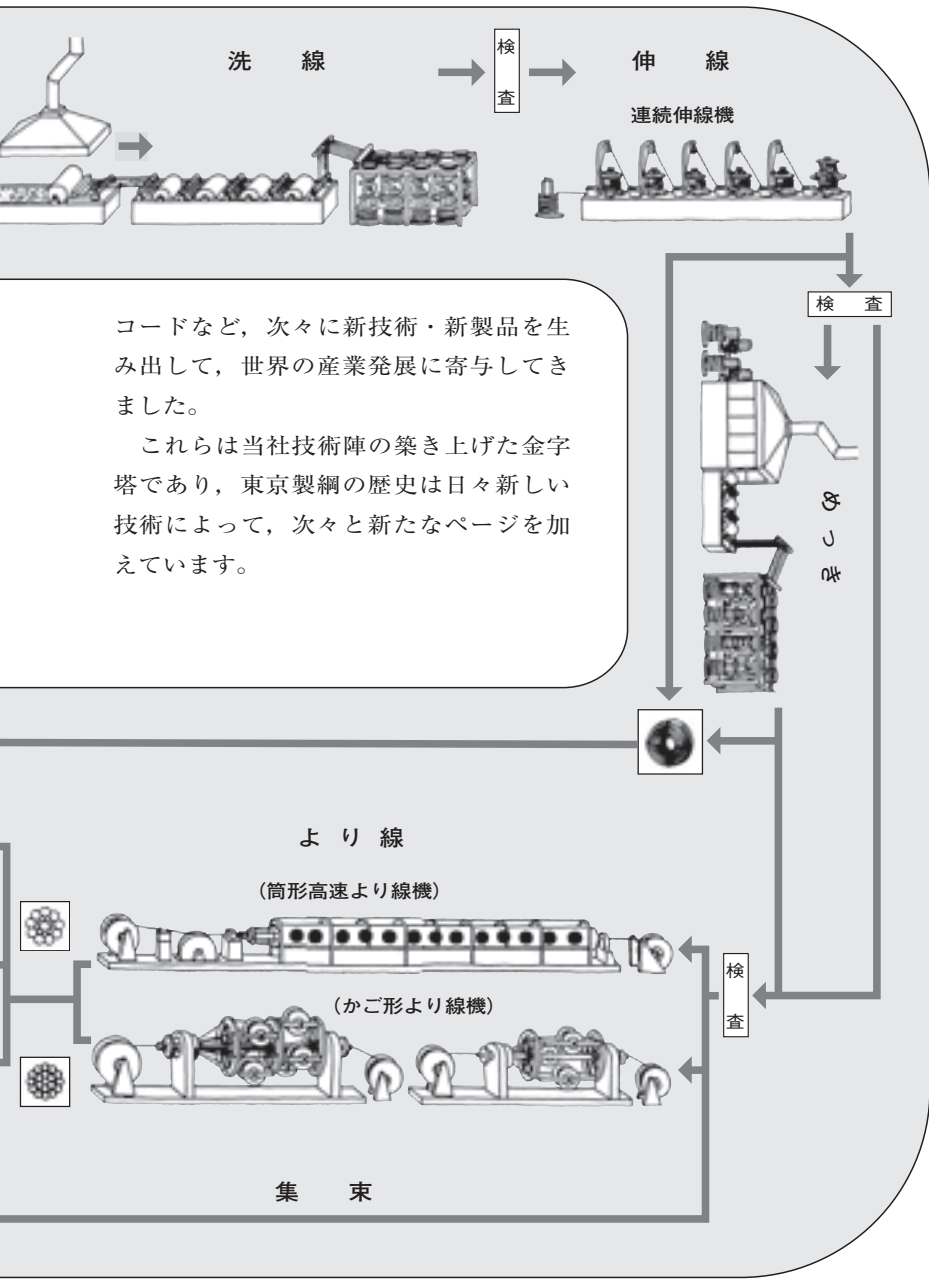 洗線
検査
伸線
連続伸線機
検査
コードなど，次々に新技術・新製品を生
み出して，世界の産業発展に寄与してき
ました。
これらは当社技術陣の築き上げた金字
塔であり，東京製綱の歴史は日々新しい
技術によって，次々と新たなページを加
えています。
めっき
より線
(筒形高速より線機)
(かご形より線機)
検査
集束